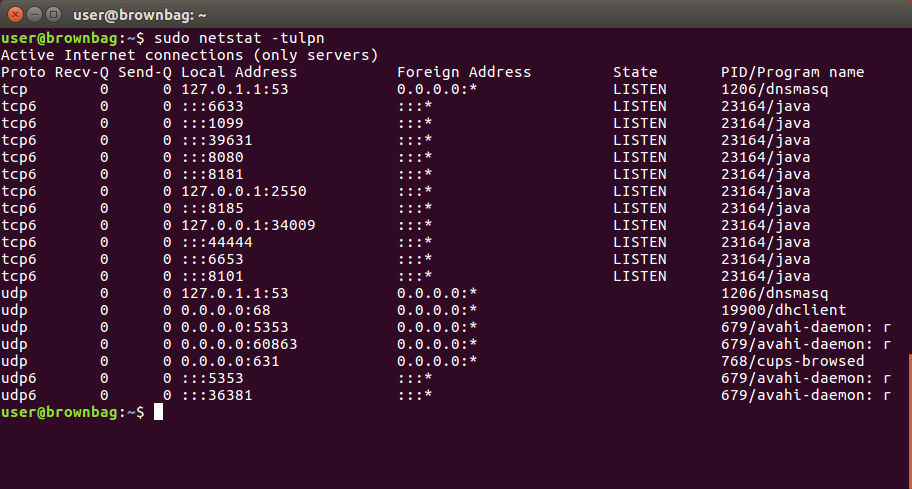 user@brownbag: ~
user@brownbag:~$ sudo netstat -tulpn
Active Internet connections (only servers)
Proto Recv-Q Send-Q Local Address           Foreign Address         State       PID/Program name
tcp        0      0 127.0.1.1:53            0.0.0.0:*               LISTEN      1206/dnsmasq
tcp6       0      0 :::6633                 :::*                    LISTEN      23164/java
tcp6       0      0 :::1099                 :::*                    LISTEN      23164/java
tcp6       0      0 :::39631                :::*                    LISTEN      23164/java
tcp6       0      0 :::8080                 :::*                    LISTEN      23164/java
tcp6       0      0 :::8181                 :::*                    LISTEN      23164/java
tcp6       0      0 127.0.0.1:2550          :::*                    LISTEN      23164/java
tcp6       0      0 :::8185                 :::*                    LISTEN      23164/java
tcp6       0      0 127.0.0.1:34009         :::*                    LISTEN      23164/java
tcp6       0      0 :::44444                :::*                    LISTEN      23164/java
tcp6       0      0 :::6653                 :::*                    LISTEN      23164/java
tcp6       0      0 :::8101                 :::*                    LISTEN      23164/java
udp        0      0 127.0.1.1:53            0.0.0.0:*                           1206/dnsmasq
udp        0      0 0.0.0.0:68              0.0.0.0:*                           19900/dhclient
udp        0      0 0.0.0.0:5353            0.0.0.0:*                           679/avahi-daemon: r
udp        0      0 0.0.0.0:60863           0.0.0.0:*                           679/avahi-daemon: r
udp        0      0 0.0.0.0:631             0.0.0.0:*                           768/cups-browsed
udp6       0      0 :::5353                 :::*                                679/avahi-daemon: r
udp6       0      0 :::36381                :::*                                679/avahi-daemon: r
user@brownbag:~$